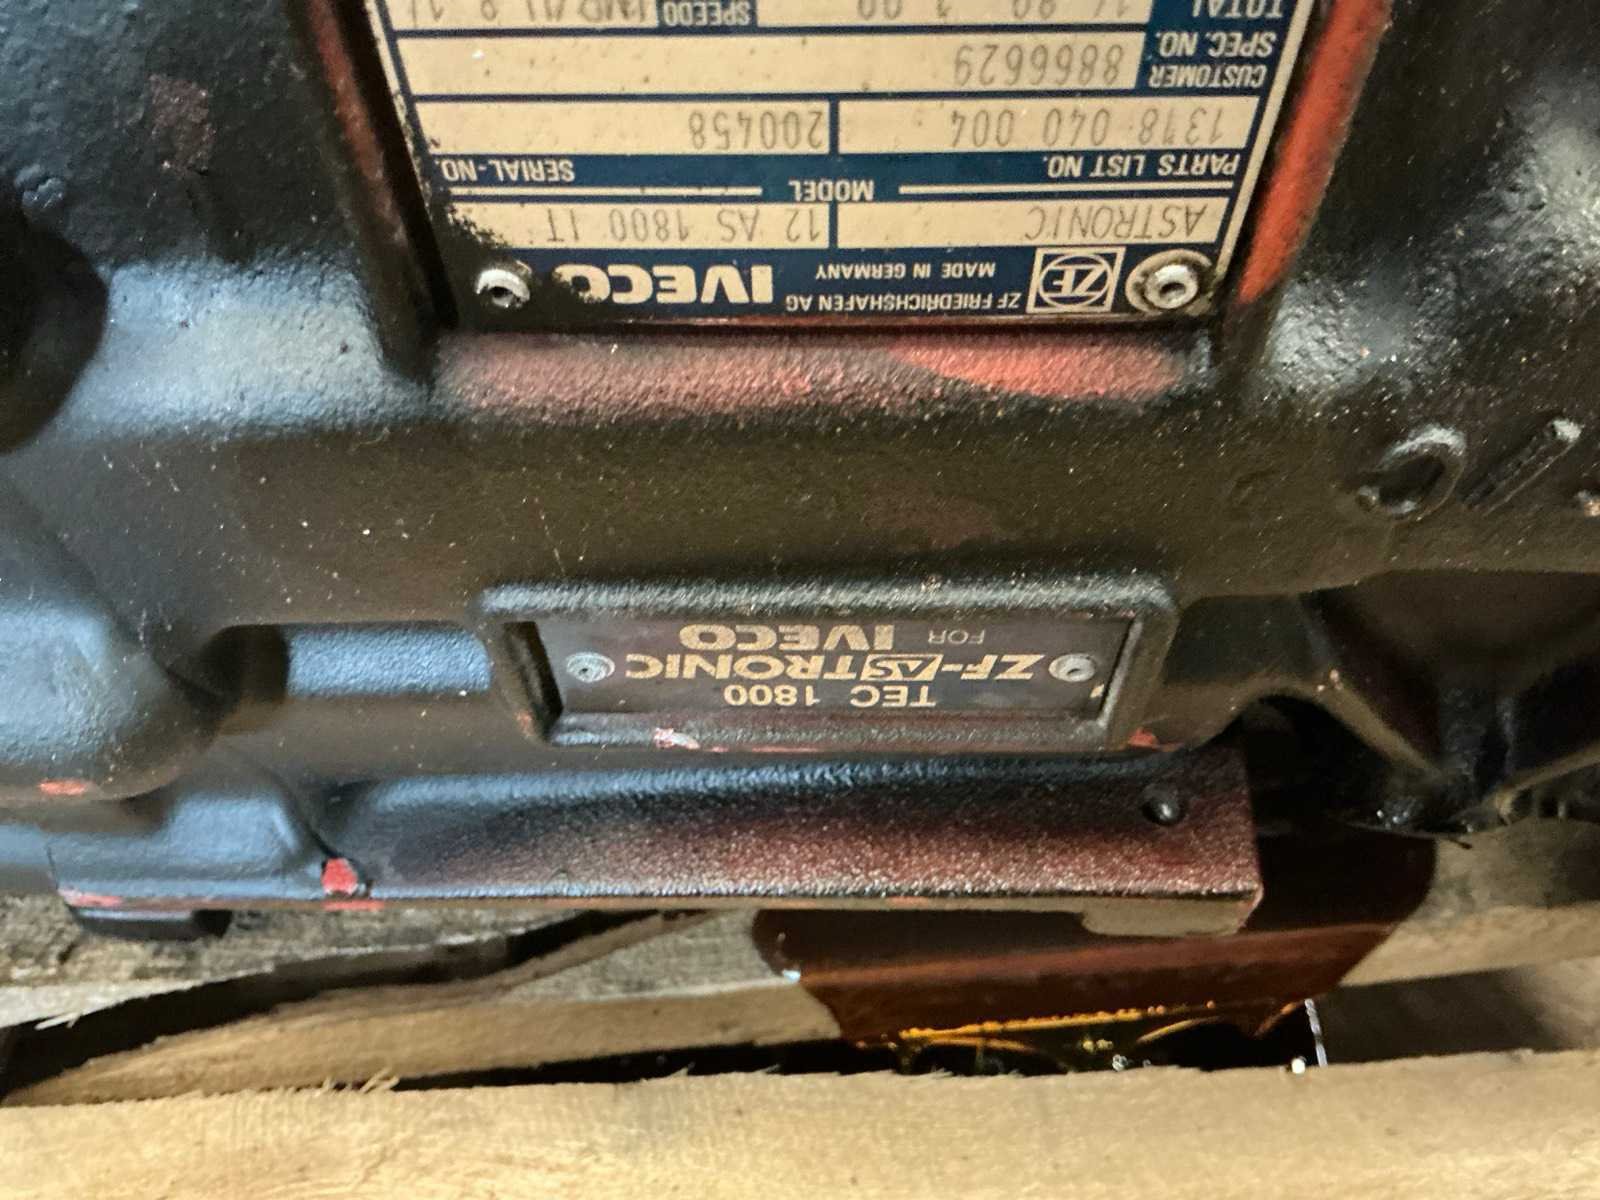 ZF ZF FRIEDRICHSHAFEN AG IVECO
MADE IN GERMANY
ASTRONIC 12 AS 1800 IT
MODEL
PARTS LIST NO. SERIAL-NO.
1318 040 004 200458
CUSTOMER
SPEC. NO. 8866629
TOTAL SPEEDO
TEC 1800
ZF-ASTRONIC
FOR IVECO